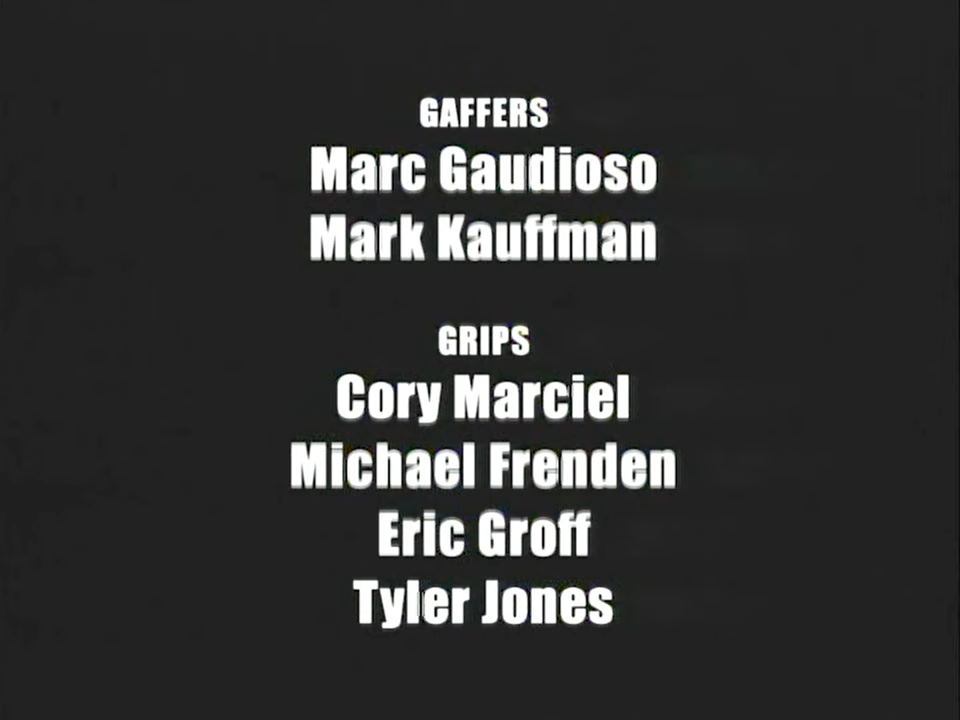 GAFFERS
Marc Gaudioso
Mark Kauffman
GRIPS
Cory Marciel
Michael Frenden
Eric Groff
Tyler Jones